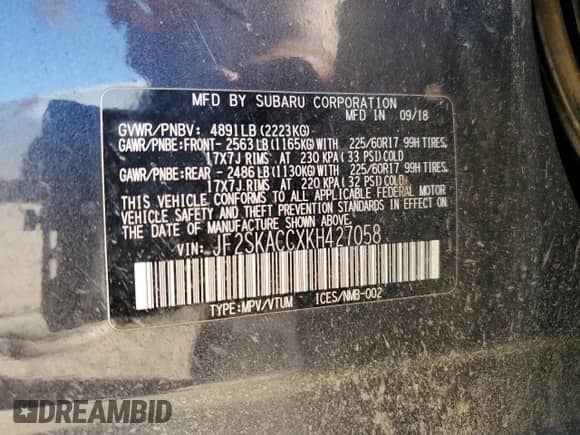 MFD BY SUBARU CORPORATION
MFD IN 09/18
GVWR/PNBV: 4891LB(2223KG)
GAWR/PNBE:FRONT- 2563LB(1165KG)WITH 225/60R17 99H TIRES.
17X7J RIMS AT 230 KPA(33 PSI)COLD
GAWR/PNBE:REAR - 2486LB(1130KG)WITH 225/60R17 99H TIRES.
17X7J RIMS AT 220 KPA(32 PSI)COLD
THIS VEHICLE CONFORMS TO ALL APPLICABLE FEDERAL MOTOR
VEHICLE SAFETY AND THEFT PREVENTION STANDARDS IN EFFECT ON
THE DATE OF MANUFACTURE SHOWN ABOVE.
VIN: JF2SKACCXKH427058
TYPE:MPV/VTUM ICES/NMB-002
DREAMBID